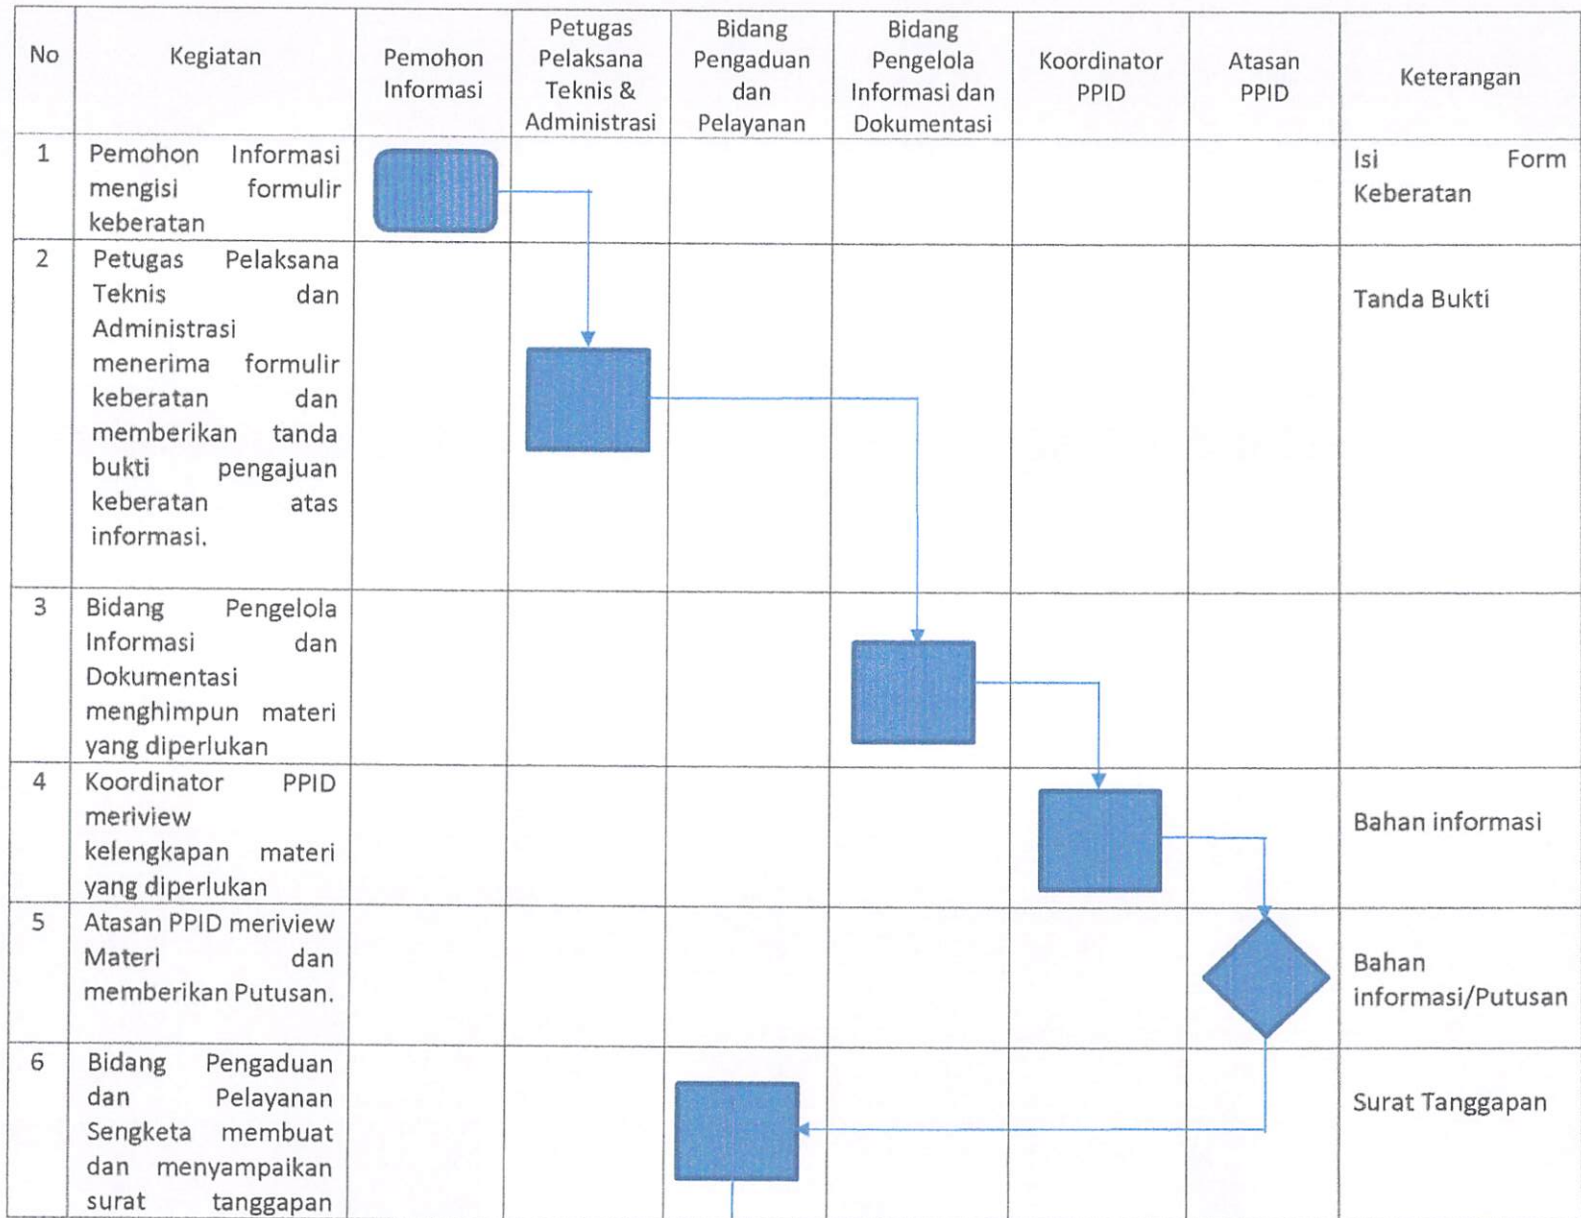 No
Kegiatan
Pemohon
Informasi
Petugas
Pelaksana
Teknis &
Administrasi
Bidang
Pengaduan
dan
Pelayanan
Bidang
Pengelola
Informasi dan
Dokumentasi
Koordinator
PPID
Atasan
PPID
Keterangan
1
Pemohon Informasi
mengisi formulir
keberatan
Isi Form
Keberatan
2
Petugas Pelaksana
Teknis dan
Administrasi
menerima formulir
keberatan dan
memberikan tanda
bukti pengajuan
keberatan atas
informasi.
Tanda Bukti
3
Bidang Pengelola
Informasi dan
Dokumentasi
menghimpun materi
yang diperlukan
4
Koordinator PPID
meriview
kelengkapan materi
yang diperlukan
Bahan informasi
5
Atasan PPID meriview
Materi dan
memberikan Putusan.
Bahan
informasi/Putusan
6
Bidang Pengaduan
dan Pelayanan
Sengketa membuat
dan menyampaikan
surat tanggapan
Surat Tanggapan